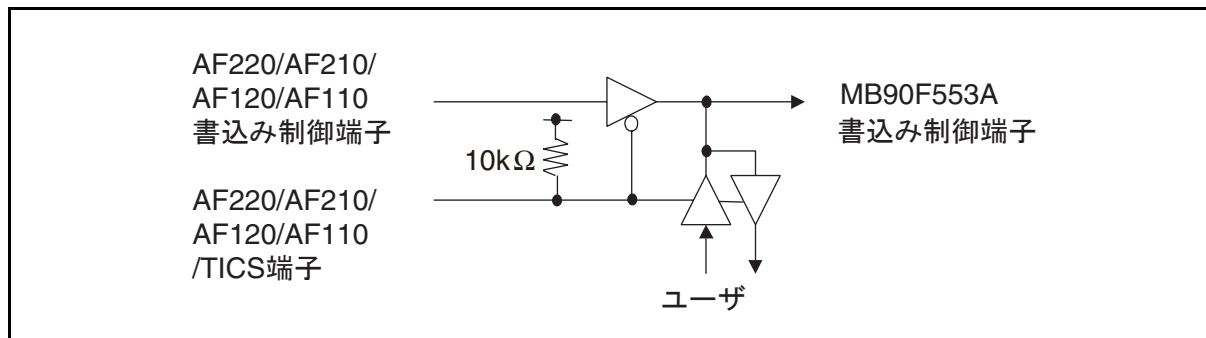 AF220/AF210/
AF120/AF110
書込み制御端子
10kΩ
AF220/AF210/
AF120/AF110
/TICS端子
MB90F553A
書込み制御端子
ユーザ